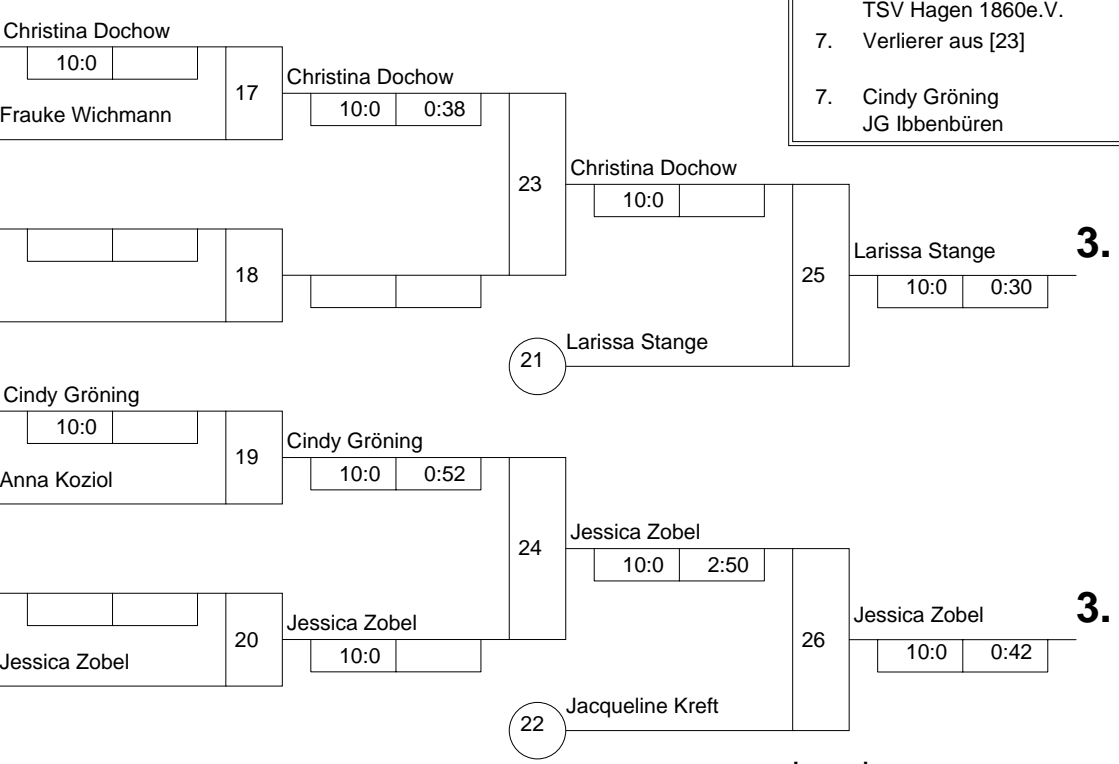 TSV Hagen 1860e.V.
7. Verlierer aus [23]
7. Cindy Gröning
JG Ibbenbüren
Christina Dochow
10:0
Frauke Wichmann
17
Christina Dochow
10:0 0:38
18
23
Christina Dochow
10:0
21
Larissa Stange
25
Larissa Stange
10:0 0:30
3.
Cindy Gröning
10:0
Anna Koziol
19
Cindy Gröning
10:0 0:52
Jessica Zobel
20
Jessica Zobel
10:0
24
Jessica Zobel
10:0 2:50
22
Jacqueline Kreft
26
Jessica Zobel
10:0 0:42
3.